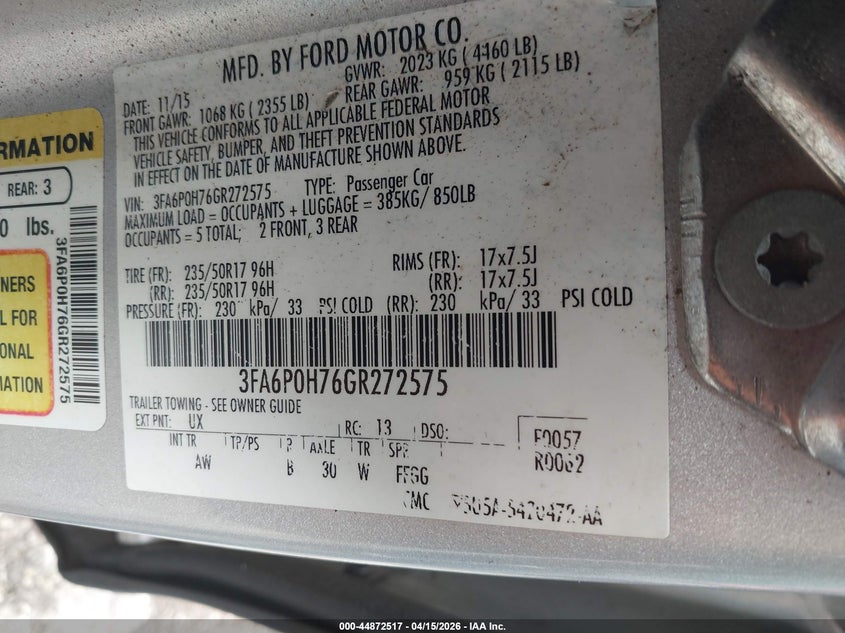 MFD. BY FORD MOTOR CO.
DATE: 11/15
GVWR: 2023 KG ( 4460 LB)
FRONT GAWR: 1068 KG ( 2355 LB)
REAR GAWR: 959 KG ( 2115 LB)
THIS VEHICLE CONFORMS TO ALL APPLICABLE FEDERAL MOTOR
VEHICLE SAFETY, BUMPER, AND THEFT PREVENTION STANDARDS
IN EFFECT ON THE DATE OF MANUFACTURE SHOWN ABOVE.
VIN: 3FA6P0H76GR272575 TYPE: Passenger Car
MAXIMUM LOAD = OCCUPANTS + LUGGAGE = 385KG/ 850LB
OCCUPANTS = 5 TOTAL; 2 FRONT, 3 REAR
TIRE (FR): 235/50R17 96H RIMS (FR): 17x7.5J
(RR): 235/50R17 96H (RR): 17x7.5J
PRESSURE (FR): 230 kPa/ 33 PSI COLD (RR): 230 kPa/ 33 PSI COLD
3FA6P0H76GR272575
TRAILER TOWING - SEE OWNER GUIDE
EXT PNT: UX RC: 13 DSO: F0057
INT TR TP/PS R AXLE TR SPR R0062
AW B 30 W FFGG
RMATION
REAR: 3
0 lbs.
3FA6P0H76GR272575
NERS
L FOR
ONAL
MATION
000-44872517 - 04/15/2026 - IAA Inc.